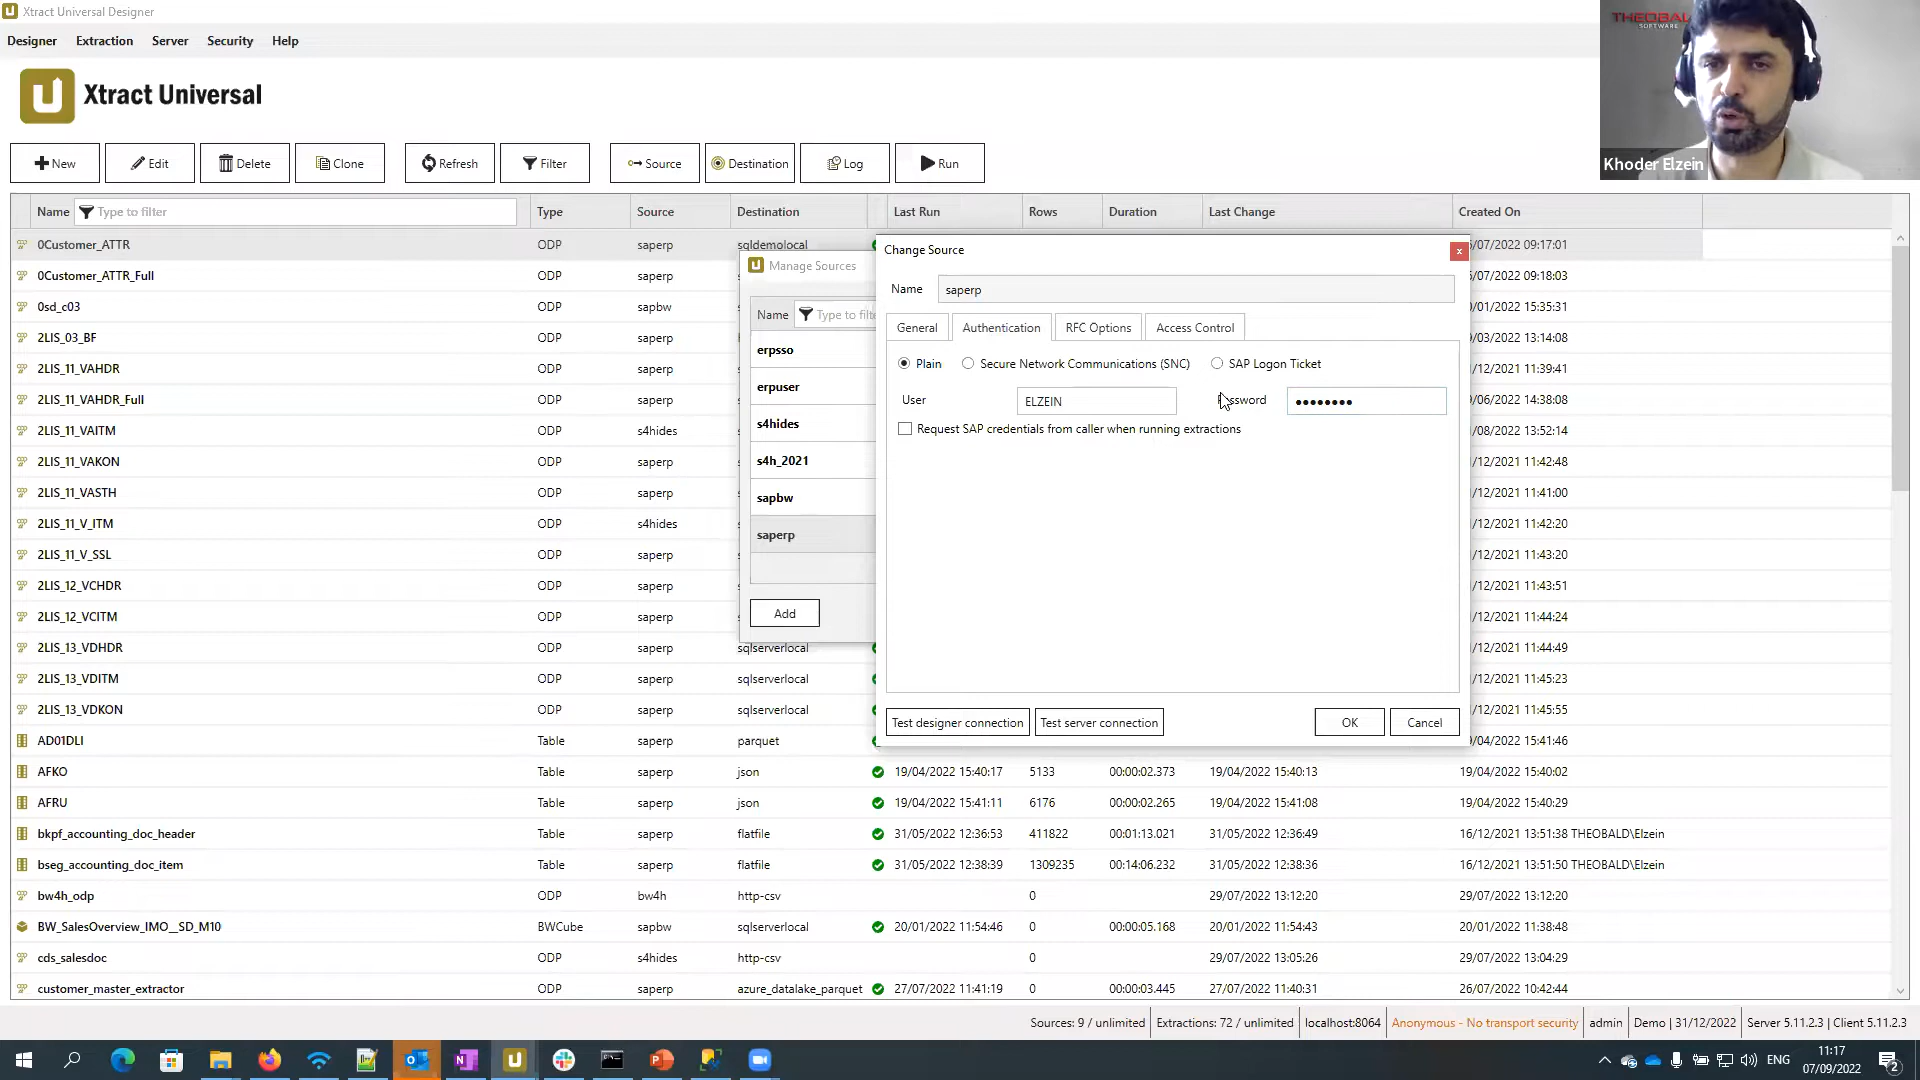 Xtract Universal Designer
Designer Extraction Server Security Help
Xtract Universal
New Edit Delete Clone Refresh Filter Source Destination Log Run
Name Type to filter Type Source Destination Last Run Rows Duration Last Change Created On
0Customer_ATTR ODP saperp sqldemolocal /07/2022 09:17:01
0Customer_ATTR_Full ODP saperp /07/2022 09:18:03
0sd_c03 ODP sapbw /01/2022 15:35:31
2LIS_03_BF ODP saperp /03/2022 13:14:08
2LIS_11_VAHDR ODP saperp /12/2021 11:39:41
2LIS_11_VAHDR_Full ODP saperp /06/2022 14:38:08
2LIS_11_VAITM ODP s4hides /08/2022 13:52:14
2LIS_11_VAKON ODP saperp /12/2021 11:42:48
2LIS_11_VASTH ODP saperp /12/2021 11:41:00
2LIS_11_V_ITM ODP s4hides /12/2021 11:42:20
2LIS_11_V_SSL ODP saperp /12/2021 11:43:20
2LIS_12_VCHDR ODP saperp /12/2021 11:43:51
2LIS_12_VCITM ODP saperp /12/2021 11:44:24
2LIS_13_VDHDR ODP saperp sqlserverlocal /12/2021 11:44:49
2LIS_13_VDITM ODP saperp sqlserverlocal /12/2021 11:45:23
2LIS_13_VDKON ODP saperp sqlserverlocal /12/2021 11:45:55
AD01DLI Table saperp parquet /04/2022 15:41:46
AFKO Table saperp json 19/04/2022 15:40:17 5133 00:00:02.373 19/04/2022 15:40:13 19/04/2022 15:40:02
AFRU Table saperp json 19/04/2022 15:41:11 6176 00:00:02.265 19/04/2022 15:41:08 19/04/2022 15:40:29
bkpf_accounting_doc_header Table saperp flatfile 31/05/2022 12:36:53 411822 00:01:13.021 31/05/2022 12:36:49 16/12/2021 13:51:38 THEOBALD\Elzein
bseg_accounting_doc_item Table saperp flatfile 31/05/2022 12:38:39 1309235 00:14:06.232 31/05/2022 12:38:36 16/12/2021 13:51:50 THEOBALD\Elzein
bw4h_odp ODP bw4h http-csv 0 29/07/2022 13:12:20 29/07/2022 13:12:20
BW_SalesOverview_IMO__SD_M10 BWCube sapbw sqlserverlocal 20/01/2022 11:54:46 0 00:00:05.168 20/01/2022 11:54:43 20/01/2022 11:38:48
cds_salesdoc ODP s4hides http-csv 0 29/07/2022 13:05:26 29/07/2022 13:04:29
customer_master_extractor ODP saperp azure_datalake_parquet 27/07/2022 11:41:19 0 00:00:03.445 27/07/2022 11:40:31 26/07/2022 10:42:44
Manage Sources
Name Type to filte
erpsso
erpuser
s4hides
s4h_2021
sapbw
saperp
Add
Change Source x
Name saperp
General Authentication RFC Options Access Control
Plain Secure Network Communications (SNC) SAP Logon Ticket
User ELZEIN ssword ●●●●●●●●
Request SAP credentials from caller when running extractions
Test designer connection Test server connection OK Cancel
Sources: 9 / unlimited Extractions: 72 / unlimited localhost:8064 Anonymous - No transport security admin Demo | 31/12/2022 Server 5.11.2.3 | Client 5.11.2.3
ENG 11:17
07/09/2022 2
SOFTWARE
Khoder Elzein